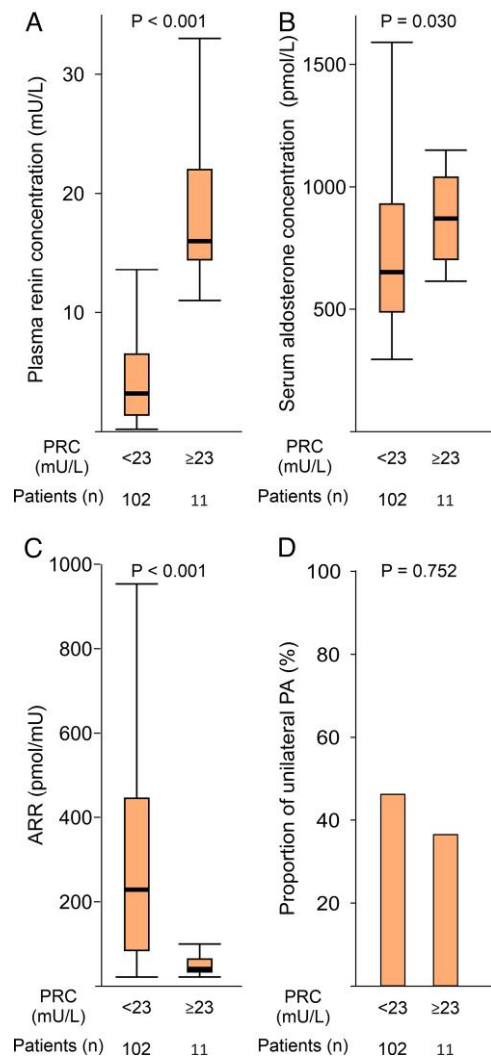 A
P < 0.001
Plasma renin concentration (mU/L)
30
20
10
PRC
(mU/L)
<23
≥23
Patients (n)
102
11
B
P = 0.030
Serum aldosterone concentration (pmol/L)
1500
1000
500
PRC
(mU/L)
<23
≥23
Patients (n)
102
11
C
P < 0.001
ARR (pmol/mU)
1000
800
600
400
200
PRC
(mU/L)
<23
≥23
Patients (n)
102
11
D
P = 0.752
Proportion of unilateral PA (%)
100
80
60
40
20
PRC
(mU/L)
<23
≥23
Patients (n)
102
11